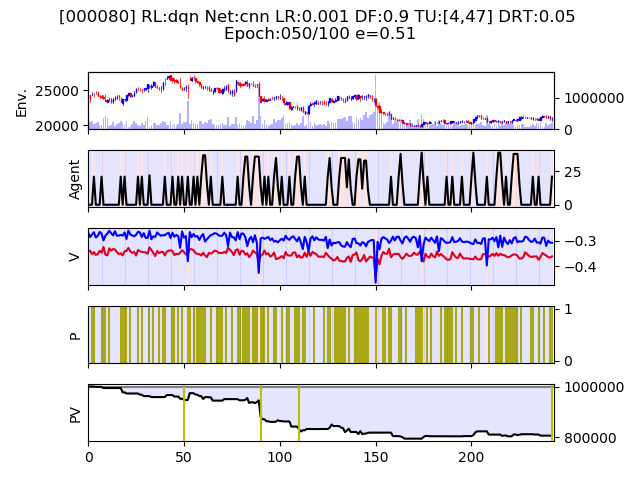 [000080] RL:dqn Net:cnn LR:0.001 DF:0.9 TU:[4,47] DRT:0.05
Epoch:050/100 e=0.51
Env.
25000
20000
1000000
0
Agent
25
0
V
−0.3
−0.4
P
1
0
PV
1000000
800000
0
50
100
150
200